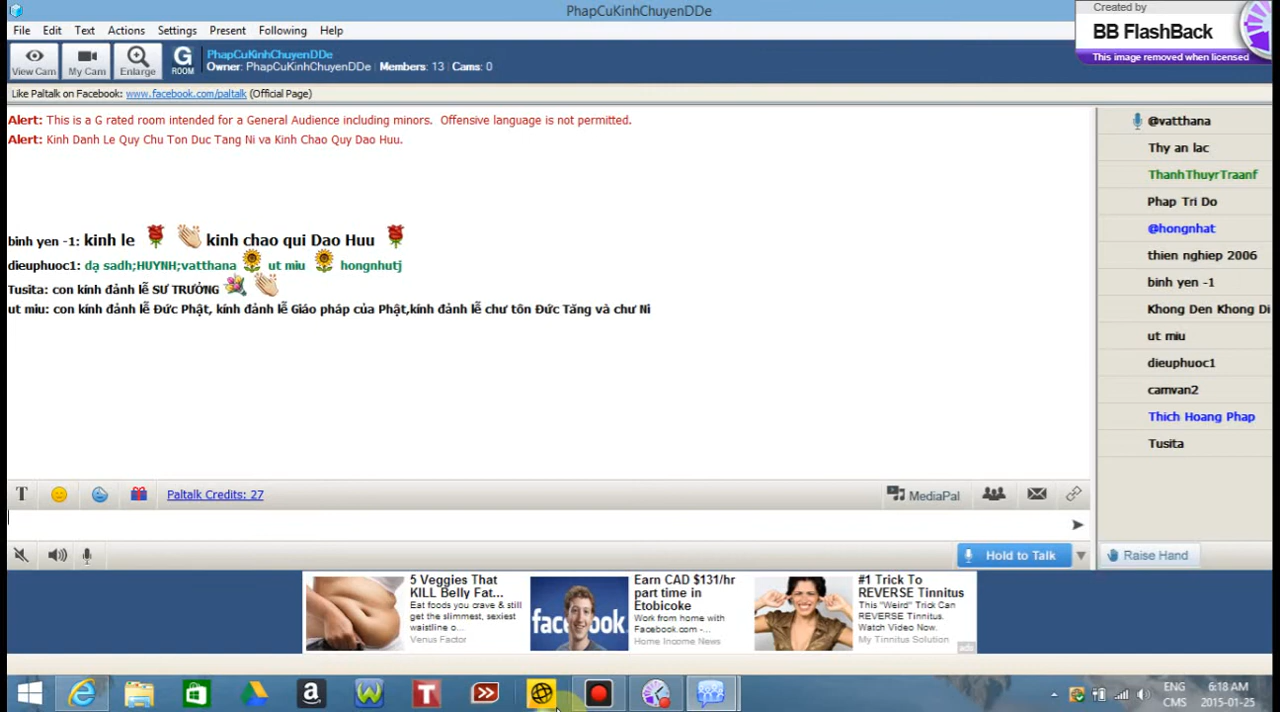 PhapCuKinhChuyenDDe
Created by
BB FlashBack
This image removed when licensed
File Edit Text Actions Settings Present Following Help
View Cam My Cam Enlarge G ROOM
PhapCuKinhChuyenDDe
Owner: PhapCuKinhChuyenDDe Members: 13 Cams: 0
Like Paltalk on Facebook: www.facebook.com/paltalk (Official Page)
Alert: This is a G rated room intended for a General Audience including minors. Offensive language is not permitted.
Alert: Kinh Danh Le Quy Chu Ton Duc Tang Ni va Kinh Chao Quy Dao Huu.
binh yen -1: kinh le kinh chao qui Dao Huu
dieuphuoc1: dạ sadh;HUYNH;vatthana ut miu hongnhutj
Tusita: con kính đảnh lễ SƯ TRƯỞNG
ut miu: con kính đảnh lễ Đức Phật, kính đảnh lễ Giáo pháp của Phật,kính đảnh lễ chư tôn Đức Tăng và chư Ni
@vatthana
Thy an lac
ThanhThuyrTraanf
Phap Tri Do
@hongnhat
thien nghiep 2006
binh yen -1
Khong Den Khong Di
ut miu
dieuphuoc1
camvan2
Thich Hoang Phap
Tusita
T Paltalk Credits: 27 MediaPal
Hold to Talk Raise Hand
5 Veggies That
KILL Belly Fat...
Eat foods you crave & still
get the slimmest, sexiest
waistline o...
Venus Factor
facebook.
Earn CAD $131/hr
part time in
Etobicoke
Work from home with
Facebook.com -...
Home Income News
#1 Trick To
REVERSE Tinnitus
This "Weird" Trick Can
REVERSE Tinnitus.
Watch Video Now.
My Tinnitus Solution
ads
ENG
CMS
6:18 AM
2015-01-25